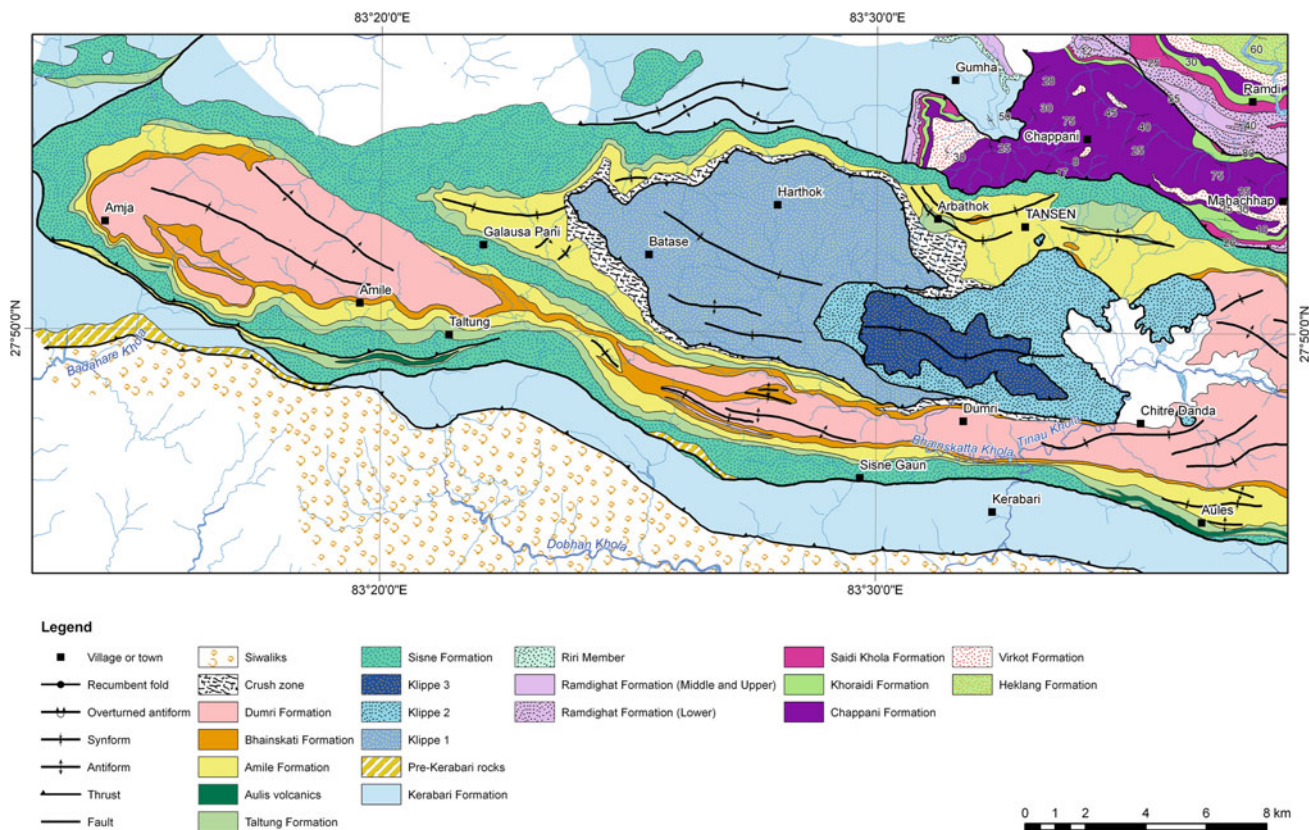 83°20'0"E
83°30'0"E
Gumha
Ramdi
Chappani
Harthok
Arbathok
Mahachhap
Amja
TANSEN
Galausa Pani
Batase
Amile
Taltung
27°50'0"N
27°50'0"N
Badahare Khola
Dumri
Chitre Danda
Bhainskatta Khola
Tinau Khola
Sisne Gaun
Kerabari
Aules
Dobhan Khola
83°20'0"E
83°30'0"E
Legend
Village or town
Siwaliks
Sisne Formation
Riri Member
Saidi Khola Formation
Virkot Formation
Recumbent fold
Crush zone
Klippe 3
Ramdighat Formation (Middle and Upper)
Khoraidi Formation
Heklang Formation
Overturned antiform
Dumri Formation
Klippe 2
Ramdighat Formation (Lower)
Chappani Formation
Synform
Bhainskati Formation
Klippe 1
Antiform
Amile Formation
Pre-Kerabari rocks
Thrust
Aulis volcanics
Kerabari Formation
Fault
Taltung Formation
0 1 2 4 6 8 km